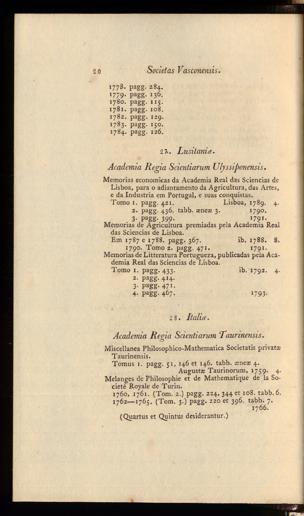 20 Societas Vasconensis.
1778. pagg. 284.
1779. pagg. 136.
1780. pagg. 115.
1781. pagg. 108.
1782. pagg. 129.
1783. pagg. 150.
1784. pagg. 126.
22. Lusitaniæ.
Academia Regia Scientiarum Ulyssiponensis.
Memorias economicas da Academia Real das Sciencias de
Lisboa, para o adiantamento da Agricultura, das Artes,
e da Industria em Portugal, e suas conquistas.
Tomo 1. pagg. 421. Lisboa, 1789. 4.
2. pagg. 436. tabb. æneæ 3. 1790.
3. pagg. 399. 1791.
Memorias de Agricultura premiadas pela Academia Real
das Sciencias de Lisboa.
Em 1787 e 1788. pagg. 367. ib. 1788. 8.
1790. Tomo 2. pagg. 471. 1791.
Memorias de Litteratura Portugueza, publicadas pela Aca-
demia Real das Sciencias de Lisboa.
Tomo 1. pagg. 433. ib. 1792. 4.
2. pagg. 414.
3. pagg. 471.
4. pagg. 467. 1793.
23. Italiæ.
Academia Regia Scientiarum Taurinensis.
Miscellanea Philosophico-Mathematica Societatis privatæ
Taurinensis.
Tomus 1. pagg. 51, 146 et 146. tabb. æneæ 4.
Augustæ Taurinorum, 1759. 4.
Melanges de Philosophie et de Mathematique de la So-
cieté Royale de Turin.
1760, 1761. (Tom. 2.) pagg. 224, 344 et 108. tabb. 6.
1762—1765. (Tom. 3.) pagg. 220 et 396. tabb. 7.
1766.
(Quartus et Quintus desiderantur.)